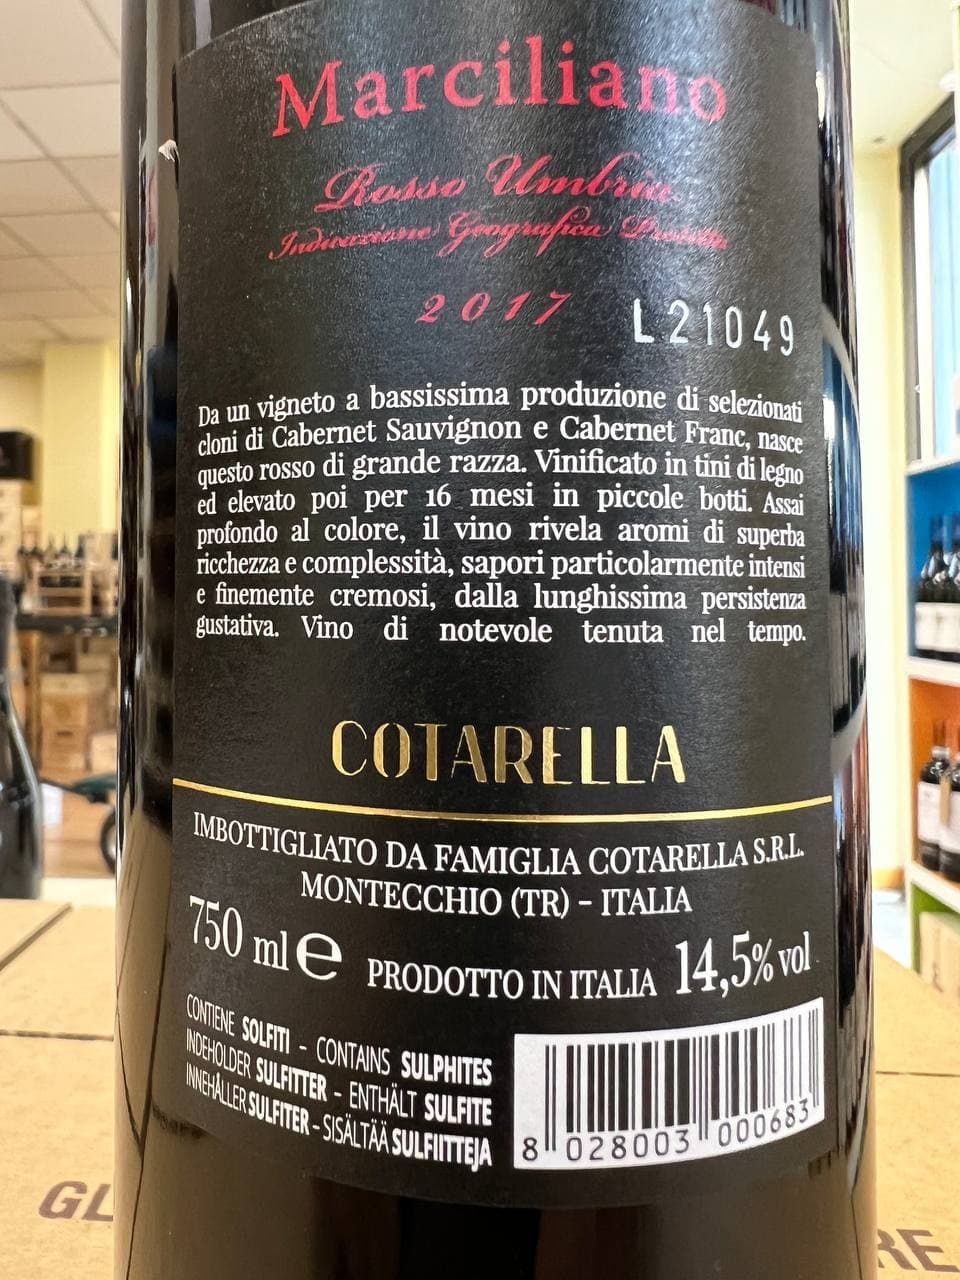 Marciliano
Rosso Umbria
Indicazione Geografica Protetta
2017
L21049
Da un vigneto a bassissima produzione di selezionati
cloni di Cabernet Sauvignon e Cabernet Franc, nasce
questo rosso di grande razza. Vinificato in tini di legno
ed elevato poi per 16 mesi in piccole botti. Assai
profondo al colore, il vino rivela aromi di superba
ricchezza e complessità, sapori particolarmente intensi
e finemente cremosi, dalla lunghissima persistenza
gustativa. Vino di notevole tenuta nel tempo.
COTARELLA
IMBOTTIGLIATO DA FAMIGLIA COTARELLA S.R.L.
MONTECCHIO (TR) - ITALIA
750 ml e PRODOTTO IN ITALIA 14,5% vol
CONTIENE SOLFITI - CONTAINS SULPHITES
INDEHOLDER SULFITTER - ENTHÄLT SULFITE
INNEHÅLLER SULFITER - SISÄLTÄÄ SULFIITTEJA
8 028003 000683
GL
RE